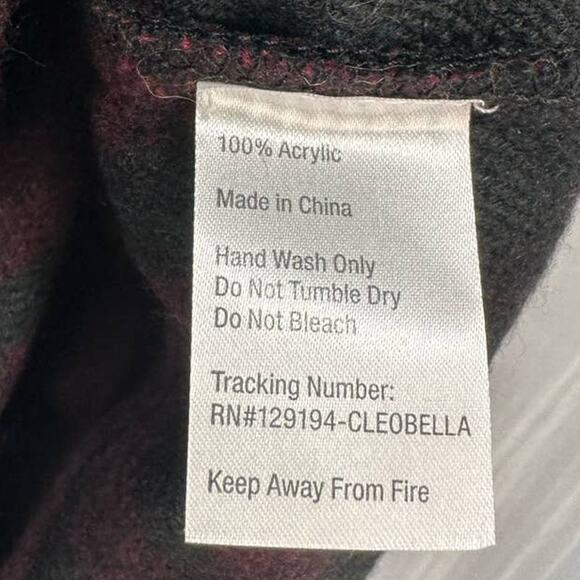 100% Acrylic
Made in China
Hand Wash Only
Do Not Tumble Dry
Do Not Bleach
Tracking Number:
RN#129194-CLEOBELLA
Keep Away From Fire